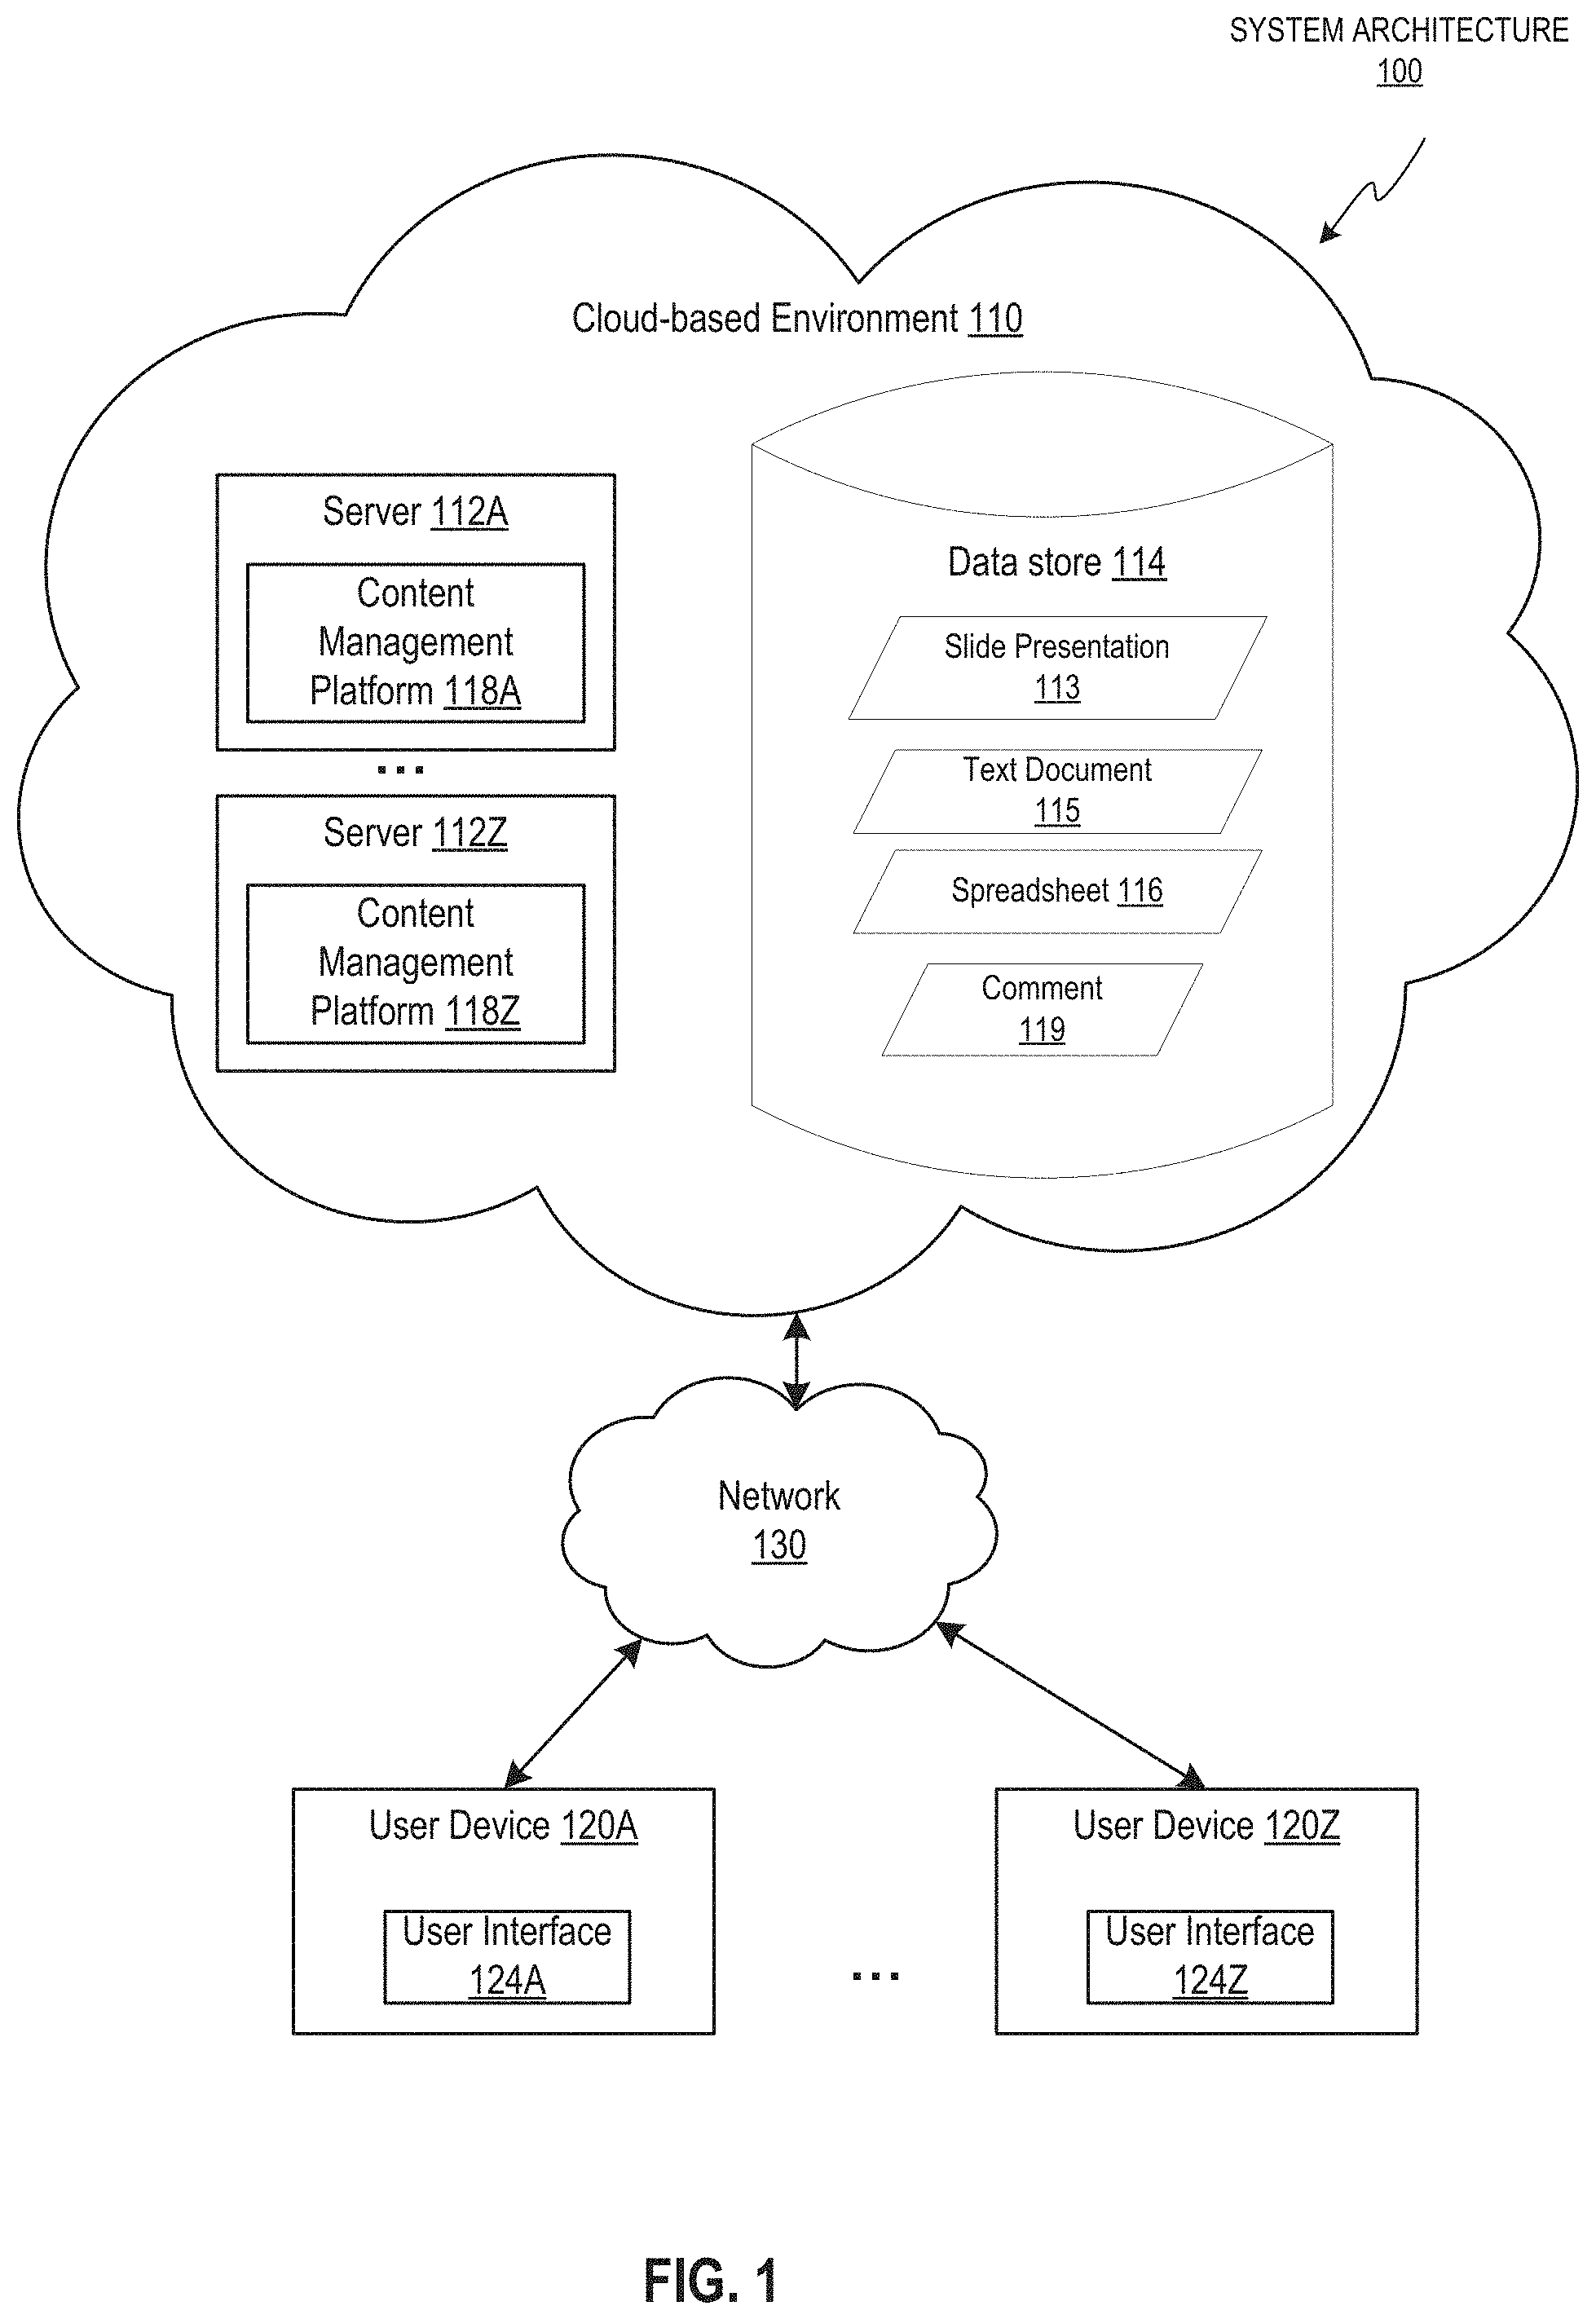 SYSTEM ARCHITECTURE
100
Cloud-based Environment 110
Server 112A
Content
Management
Platform 118A
...
Server 112Z
Content
Management
Platform 118Z
Data store 114
Slide Presentation
113
Text Document
115
Spreadsheet 116
Comment
119
Network
130
User Device 120A
User Interface
124A
...
User Device 120Z
User Interface
124Z
FIG. 1